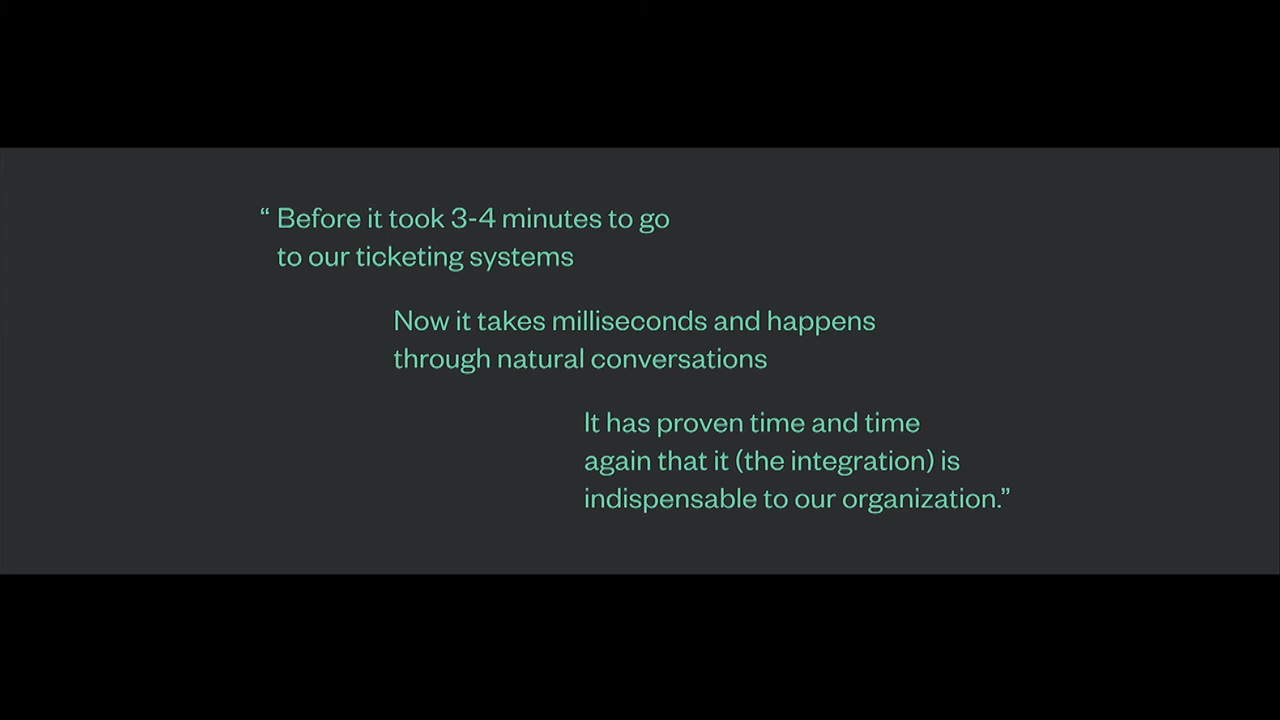 “ Before it took 3-4 minutes to go
to our ticketing systems
Now it takes milliseconds and happens
through natural conversations
It has proven time and time
again that it (the integration) is
indispensable to our organization.”